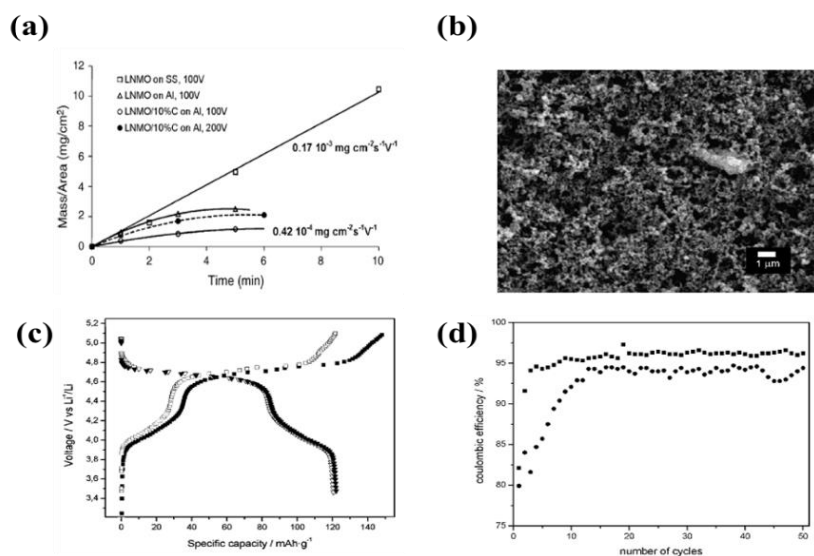 (a)
12
10
8
6
4
2
0
Mass/Area (mg/cm²)
LNMO on SS, 100V
LNMO on Al, 100V
LNMO/10%C on Al, 100V
LNMO/10%C on Al, 200V
0.17 10⁻³ mg cm⁻²s⁻¹V⁻¹
0.42 10⁻⁴ mg cm⁻²s⁻¹V⁻¹
0 2 4 6 8 10
Time (min)
(b)
1 μm
(c)
5,2
5,0
4,8
4,6
4,4
4,2
4,0
3,8
3,6
3,4
Voltage / V vs Li⁺/Li
0 20 40 60 80 100 120 140
Specific capacity / mAh·g⁻¹
(d)
100
95
90
85
80
75
coulombic efficiency / %
0 10 20 30 40 50
number of cycles